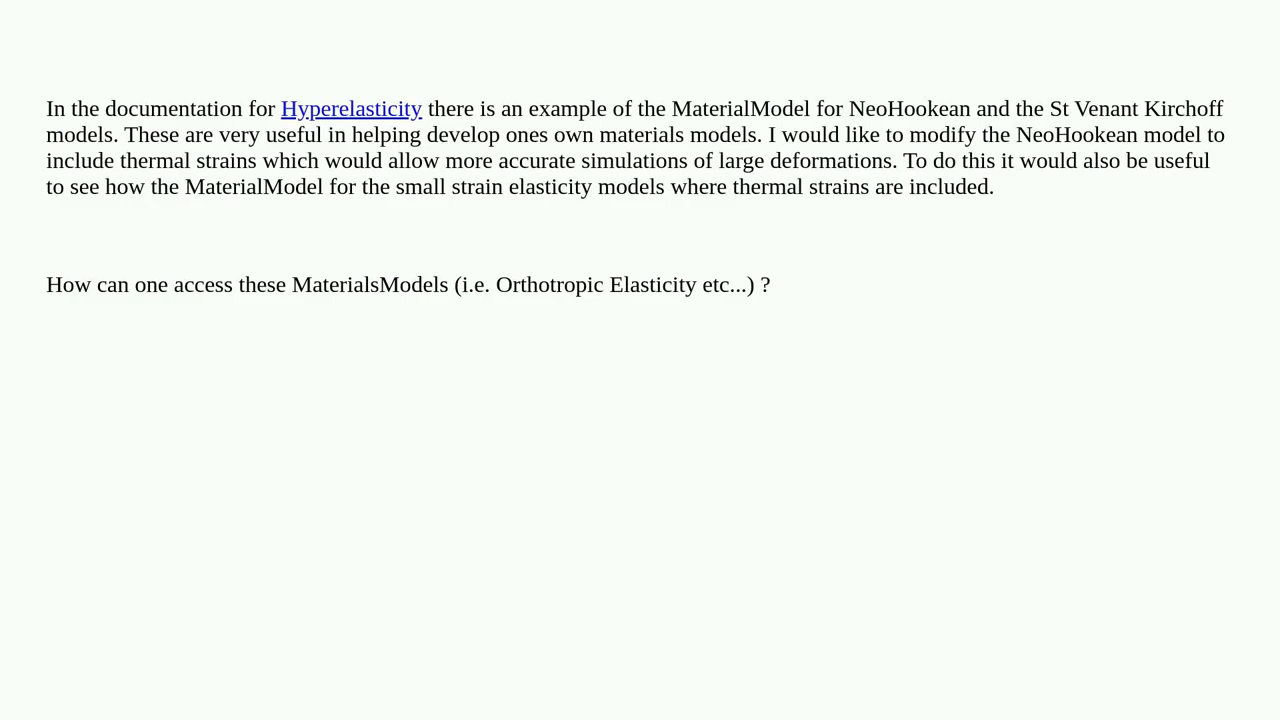 In the documentation for Hyperelasticity there is an example of the MaterialModel for NeoHookean and the St Venant Kirchoff
models. These are very useful in helping develop ones own materials models. I would like to modify the NeoHookean model to
include thermal strains which would allow more accurate simulations of large deformations. To do this it would also be useful
to see how the MaterialModel for the small strain elasticity models where thermal strains are included.
How can one access these MaterialsModels (i.e. Orthotropic Elasticity etc...) ?